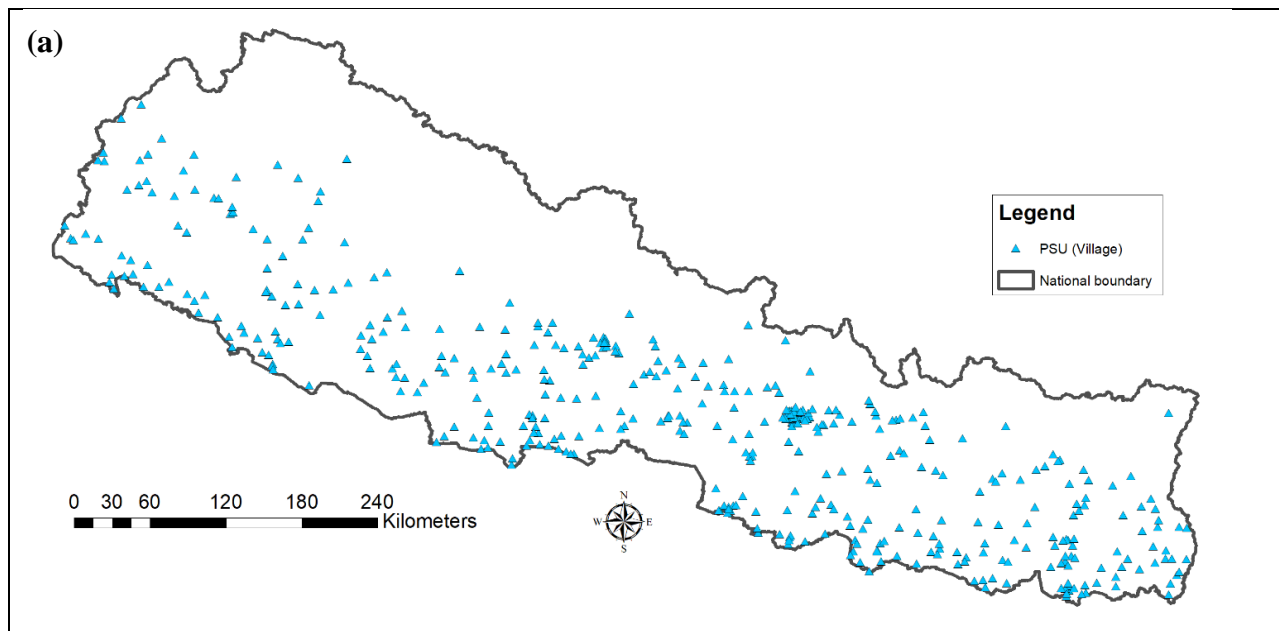 (a)
Legend
PSU (Village)
National boundary
0 30 60 120 180 240
Kilometers
N
W E
S